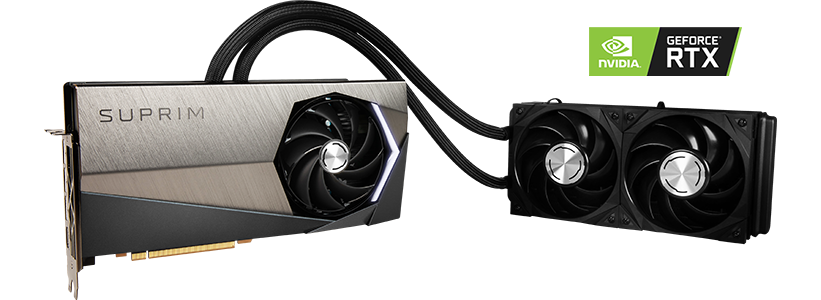 SUPRIM
NVIDIA.
GEFORCE®
RTX